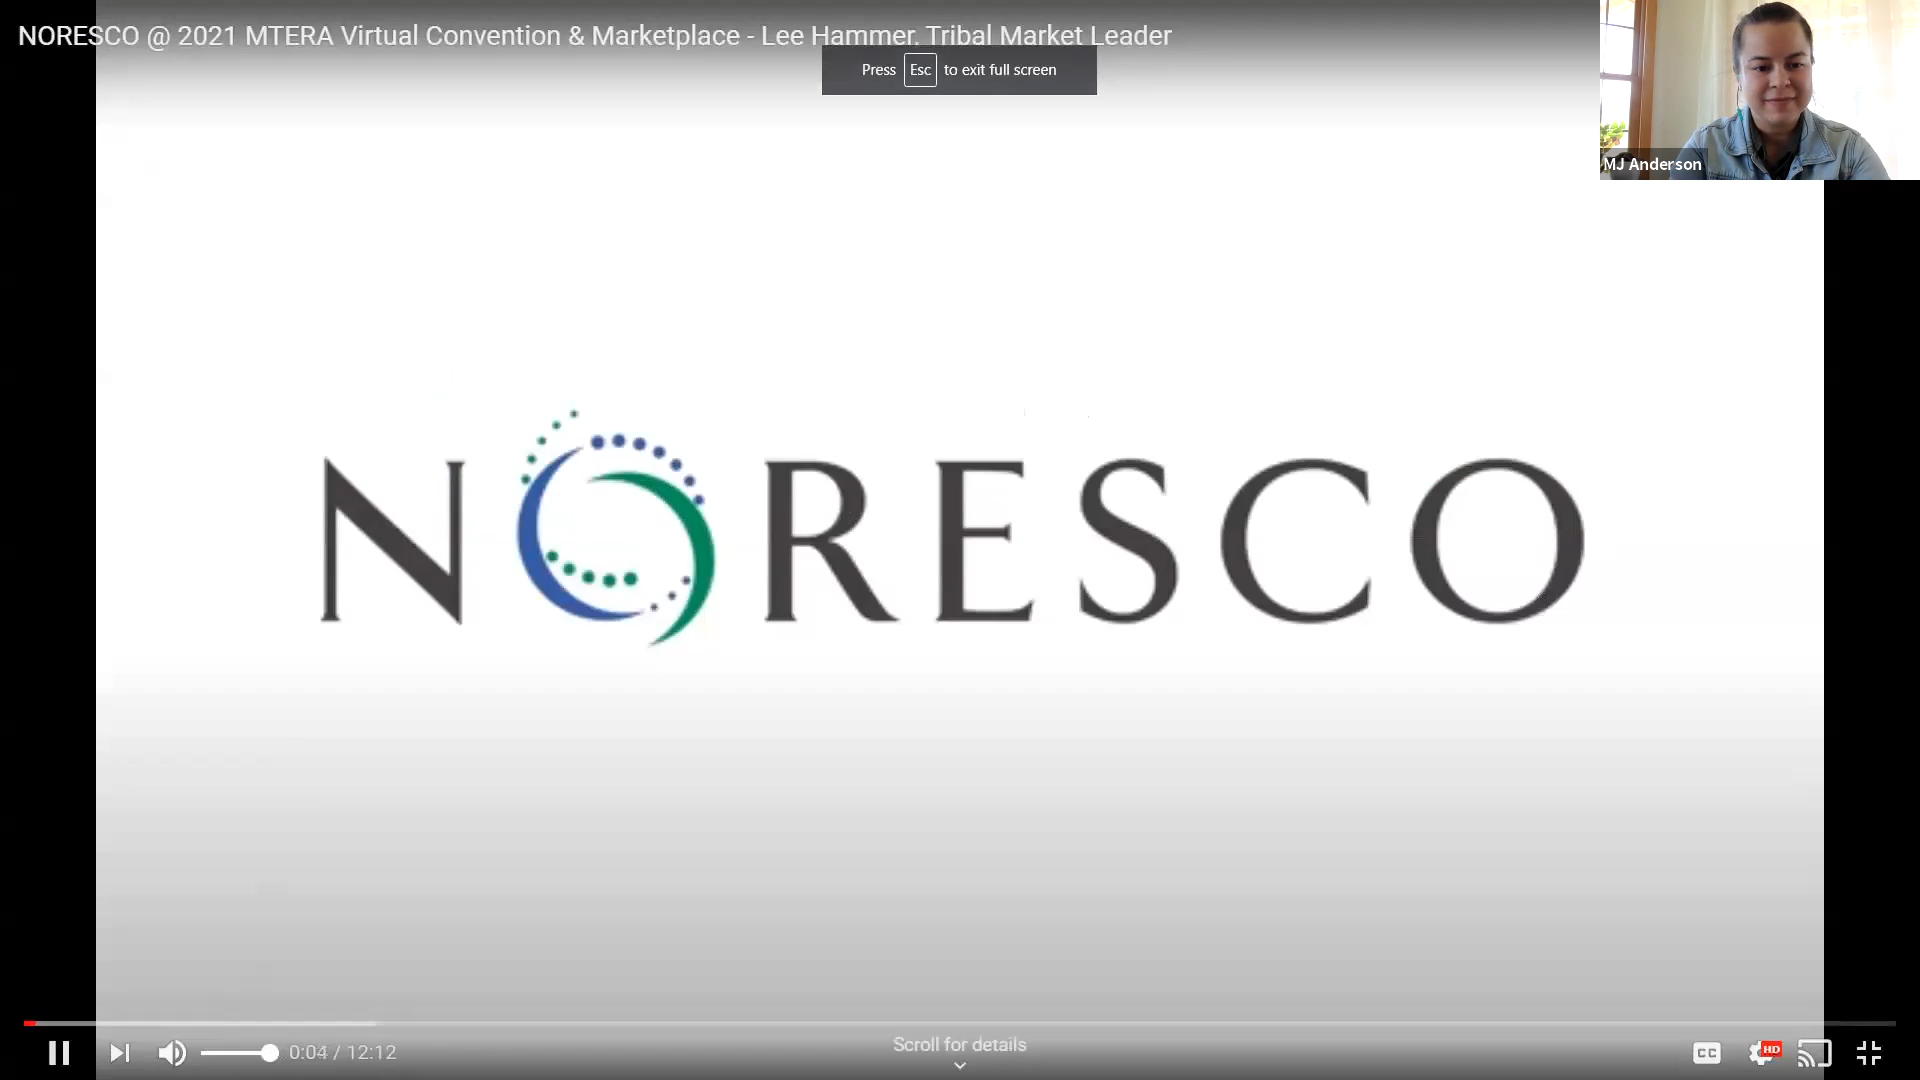 NORESCO @ 2021 MTERA Virtual Convention & Marketplace - Lee Hammer, Tribal Market Leader
Press Esc to exit full screen
MJ Anderson
NORESCO
0:04 / 12:12
Scroll for details
CC
HD